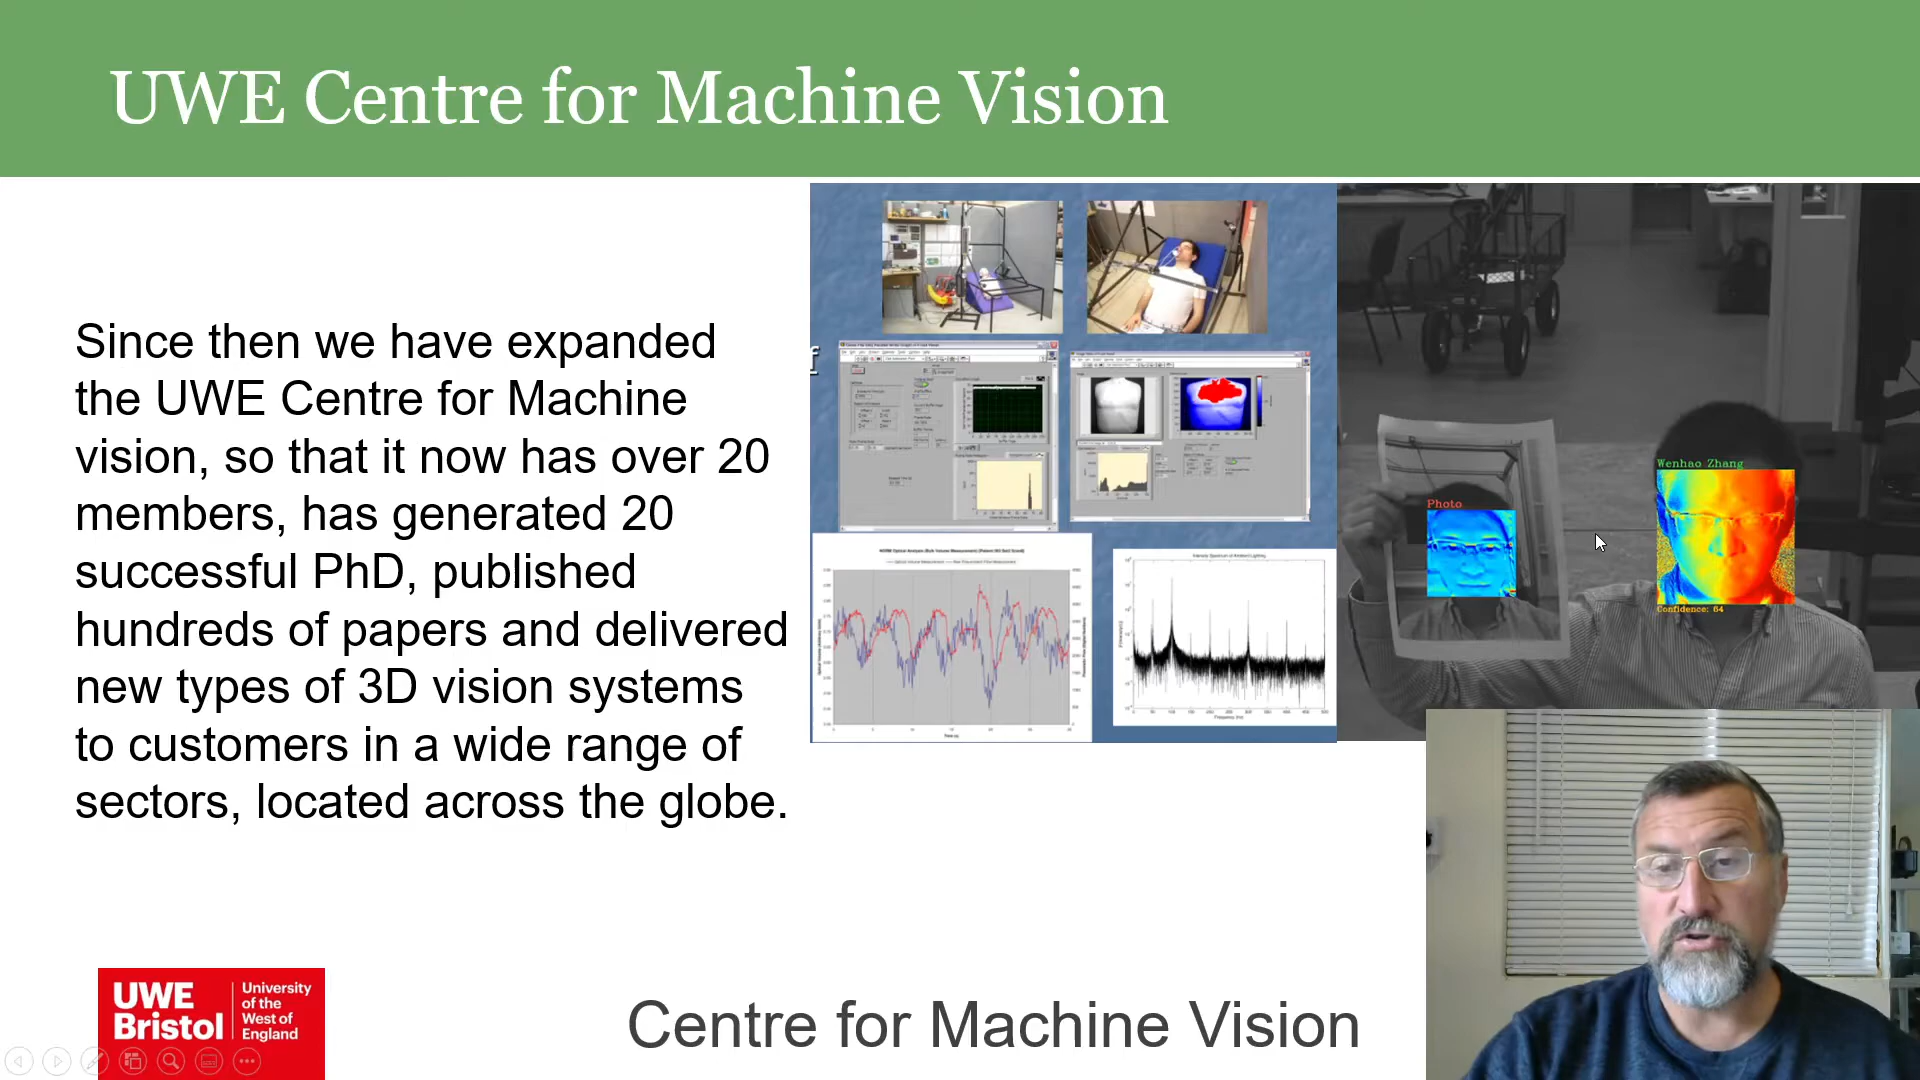 UWE Centre for Machine Vision
Since then we have expanded
the UWE Centre for Machine
vision, so that it now has over 20
members, has generated 20
successful PhD, published
hundreds of papers and delivered
new types of 3D vision systems
to customers in a wide range of
sectors, located across the globe.
f
Photo
Wenhao Zhang
Confidence: 64
UWE
Bristol
University
of the
West of
England
Centre for Machine Vision